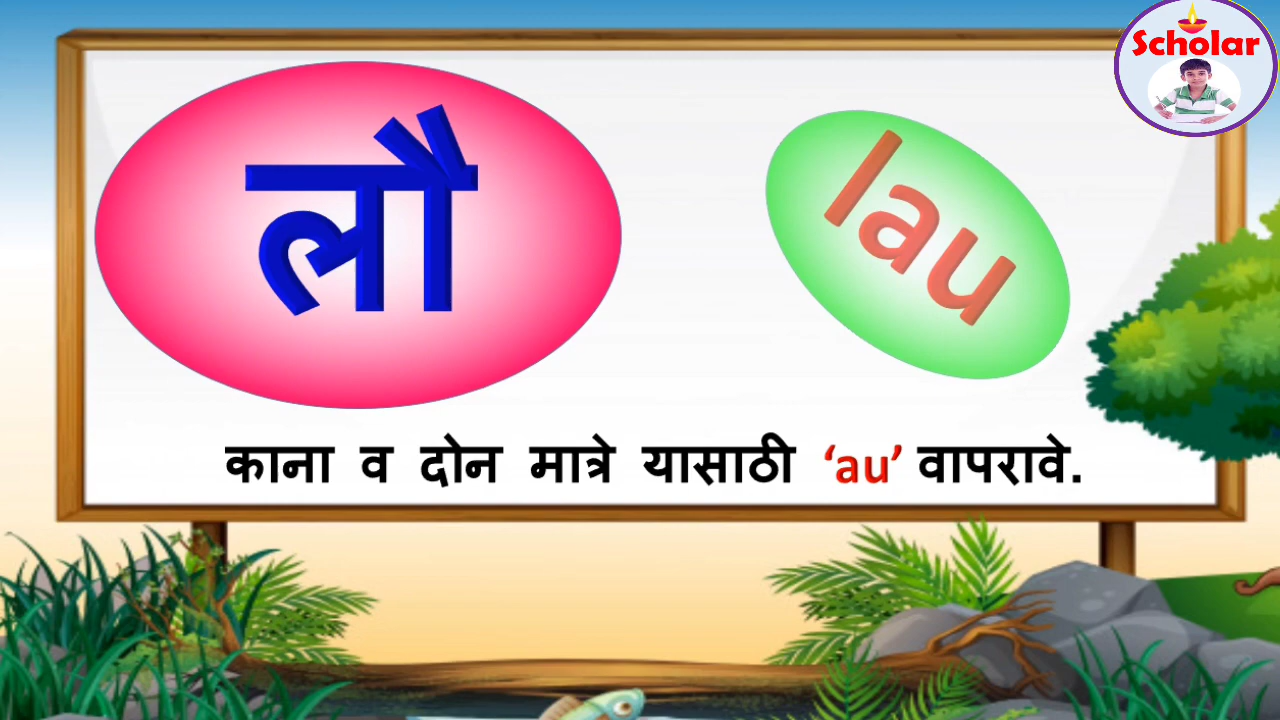 Scholar
लौ
lau
काना व दोन मात्रे यासाठी ‘au’ वापरावे.